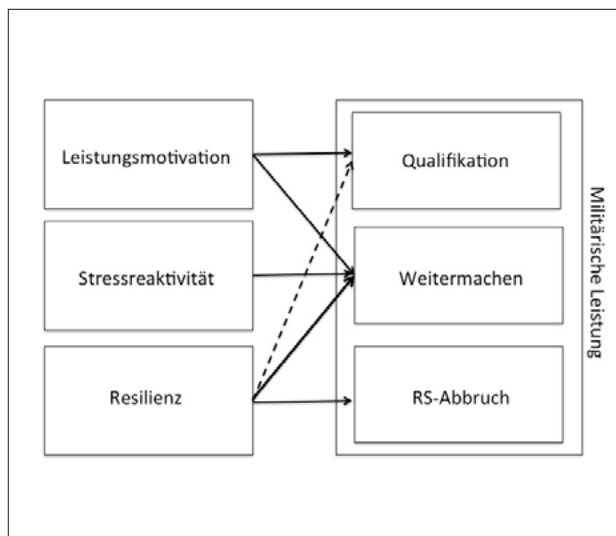 Leistungsmotivation
Stressreaktivität
Resilienz
Qualifikation
Weitermachen
RS-Abbruch
Militärische Leistung